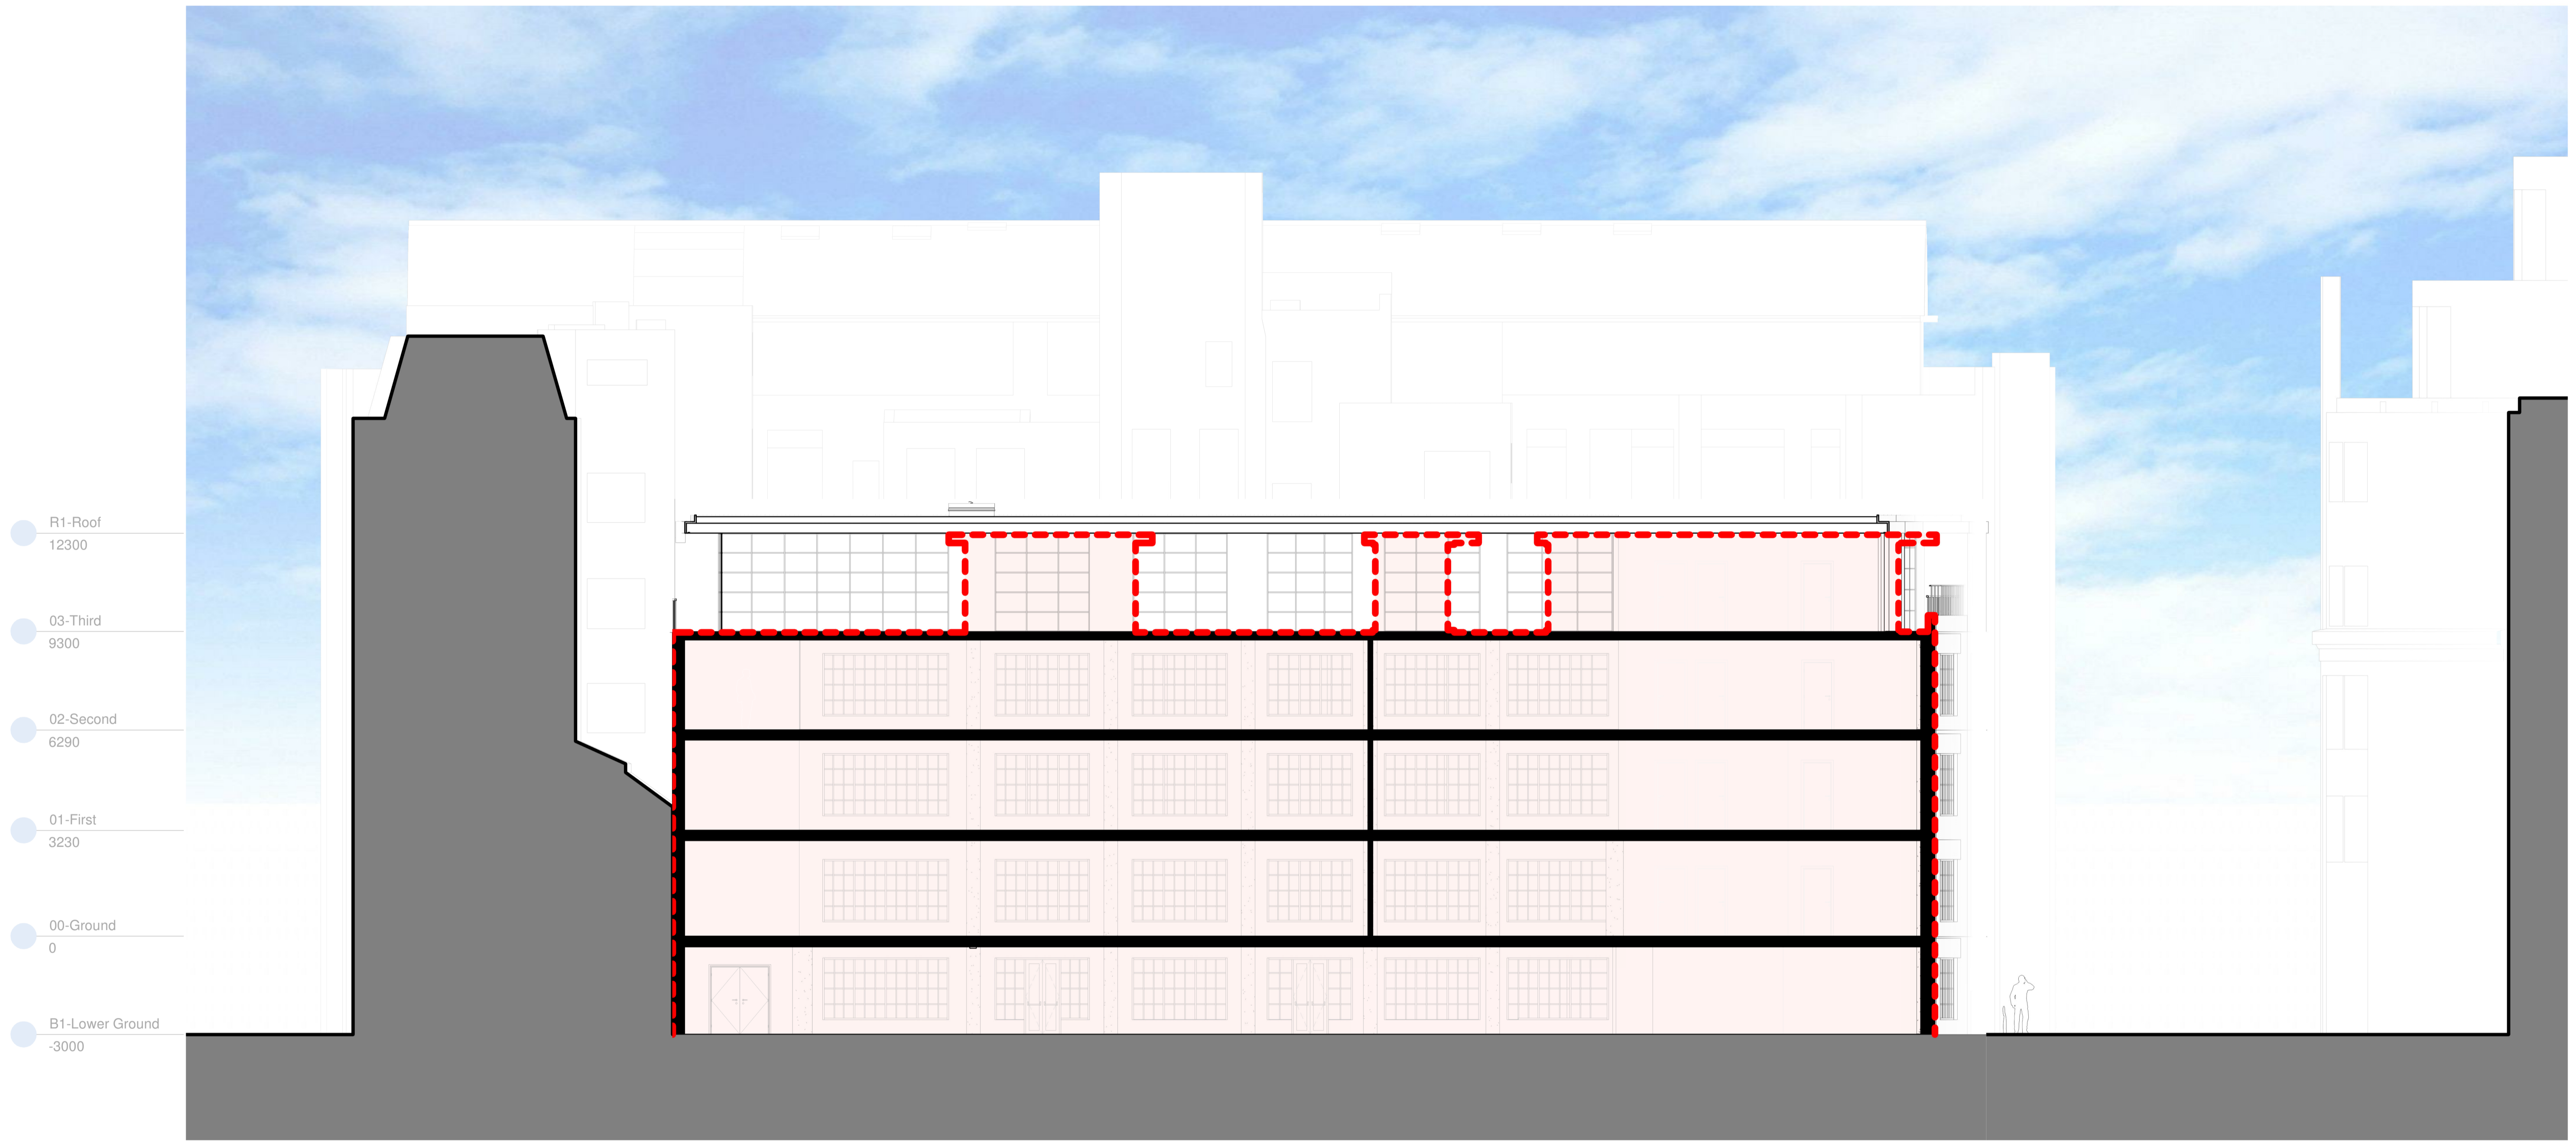 R1-Roof
12300
03-Third
9300
02-Second
6290
01-First
3230
00-Ground
0
B1-Lower Ground
-3000